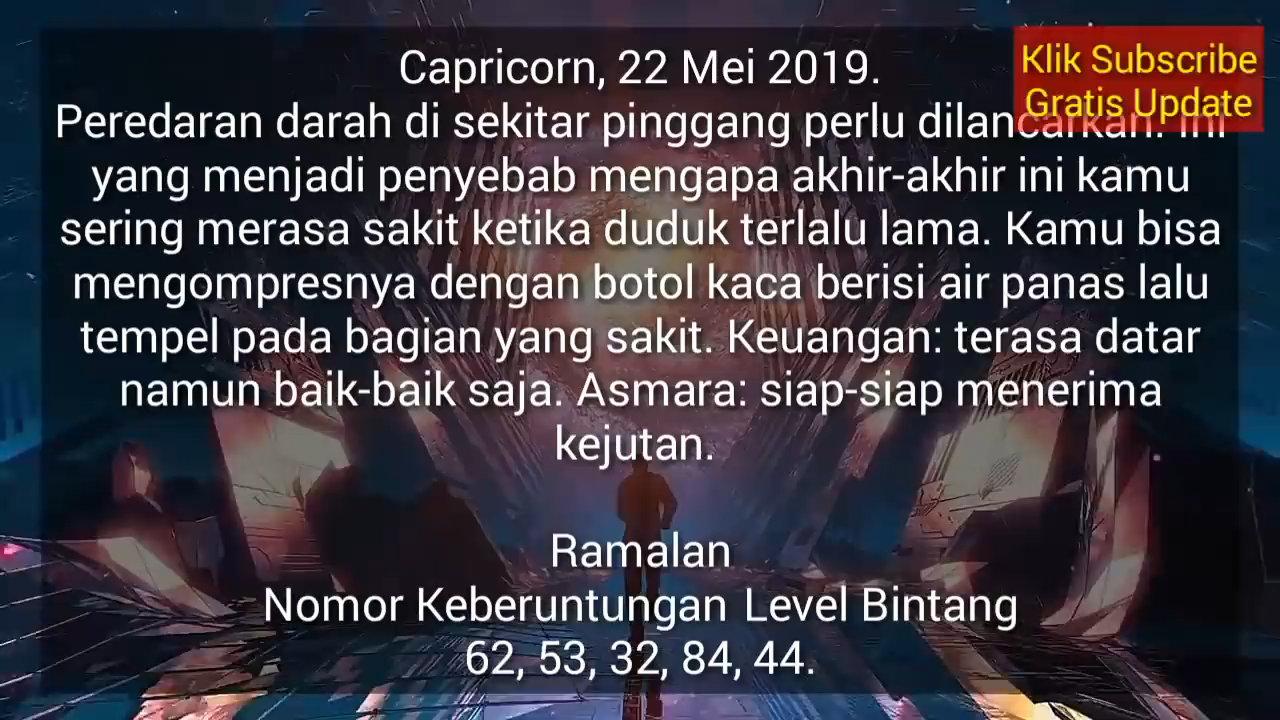 Capricorn, 22 Mei 2019.
Klik Subscribe
Gratis Update
Peredaran darah di sekitar pinggang perlu dilancarkan. Ini
yang menjadi penyebab mengapa akhir-akhir ini kamu
sering merasa sakit ketika duduk terlalu lama. Kamu bisa
mengompresnya dengan botol kaca berisi air panas lalu
tempel pada bagian yang sakit. Keuangan: terasa datar
namun baik-baik saja. Asmara: siap-siap menerima
kejutan.
Ramalan
Nomor Keberuntungan Level Bintang
62, 53, 32, 84, 44.